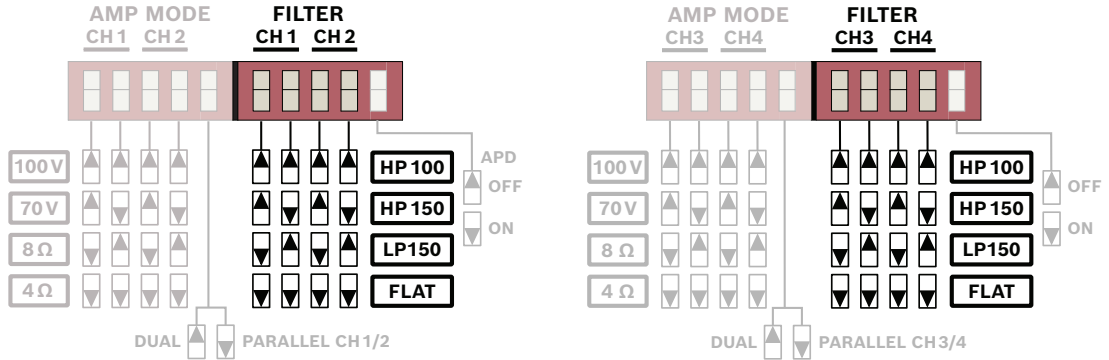 AMP MODE FILTER
CH 1 CH 2 CH 1 CH 2
100 V HP 100
APD
OFF
70 V HP 150
ON
8 Ω LP150
4 Ω FLAT
DUAL PARALLEL CH 1/2
AMP MODE FILTER
CH3 CH4 CH3 CH4
100 V HP 100
OFF
70 V HP 150
ON
8 Ω LP150
4 Ω FLAT
DUAL PARALLEL CH 3/4